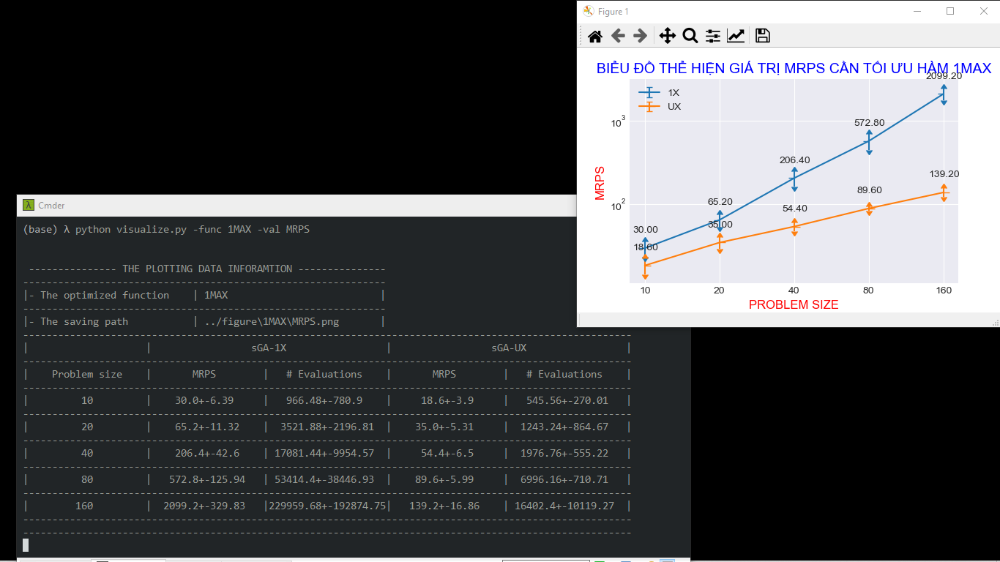 Figure 1
BIỂU ĐỒ THỂ HIỆN GIÁ TRỊ MRPS CẦN TỐI ƯU HÀM 1MAX
2099.20
1X
UX
10^3
572.80
206.40
139.20
MRPS
89.60
65.20
10^2
54.40
35.00
30.00
18.60
10 20 40 80 160
PROBLEM SIZE
λ Cmder
(base) λ python visualize.py -func 1MAX -val MRPS
--------------- THE PLOTTING DATA INFORAMTION ---------------
|- The optimized function | 1MAX |
|- The saving path | ../figure\1MAX\MRPS.png |
| | sGA-1X | sGA-UX |
| Problem size | MRPS | # Evaluations | MRPS | # Evaluations |
| 10 | 30.0+-6.39 | 966.48+-780.9 | 18.6+-3.9 | 545.56+-270.01 |
| 20 | 65.2+-11.32 | 3521.88+-2196.81 | 35.0+-5.31 | 1243.24+-864.67 |
| 40 | 206.4+-42.6 | 17081.44+-9954.57 | 54.4+-6.5 | 1976.76+-555.22 |
| 80 | 572.8+-125.94 | 53414.4+-38446.93 | 89.6+-5.99 | 6996.16+-710.71 |
| 160 | 2099.2+-329.83 |229959.68+-192874.75| 139.2+-16.86 | 16402.4+-10119.27 |